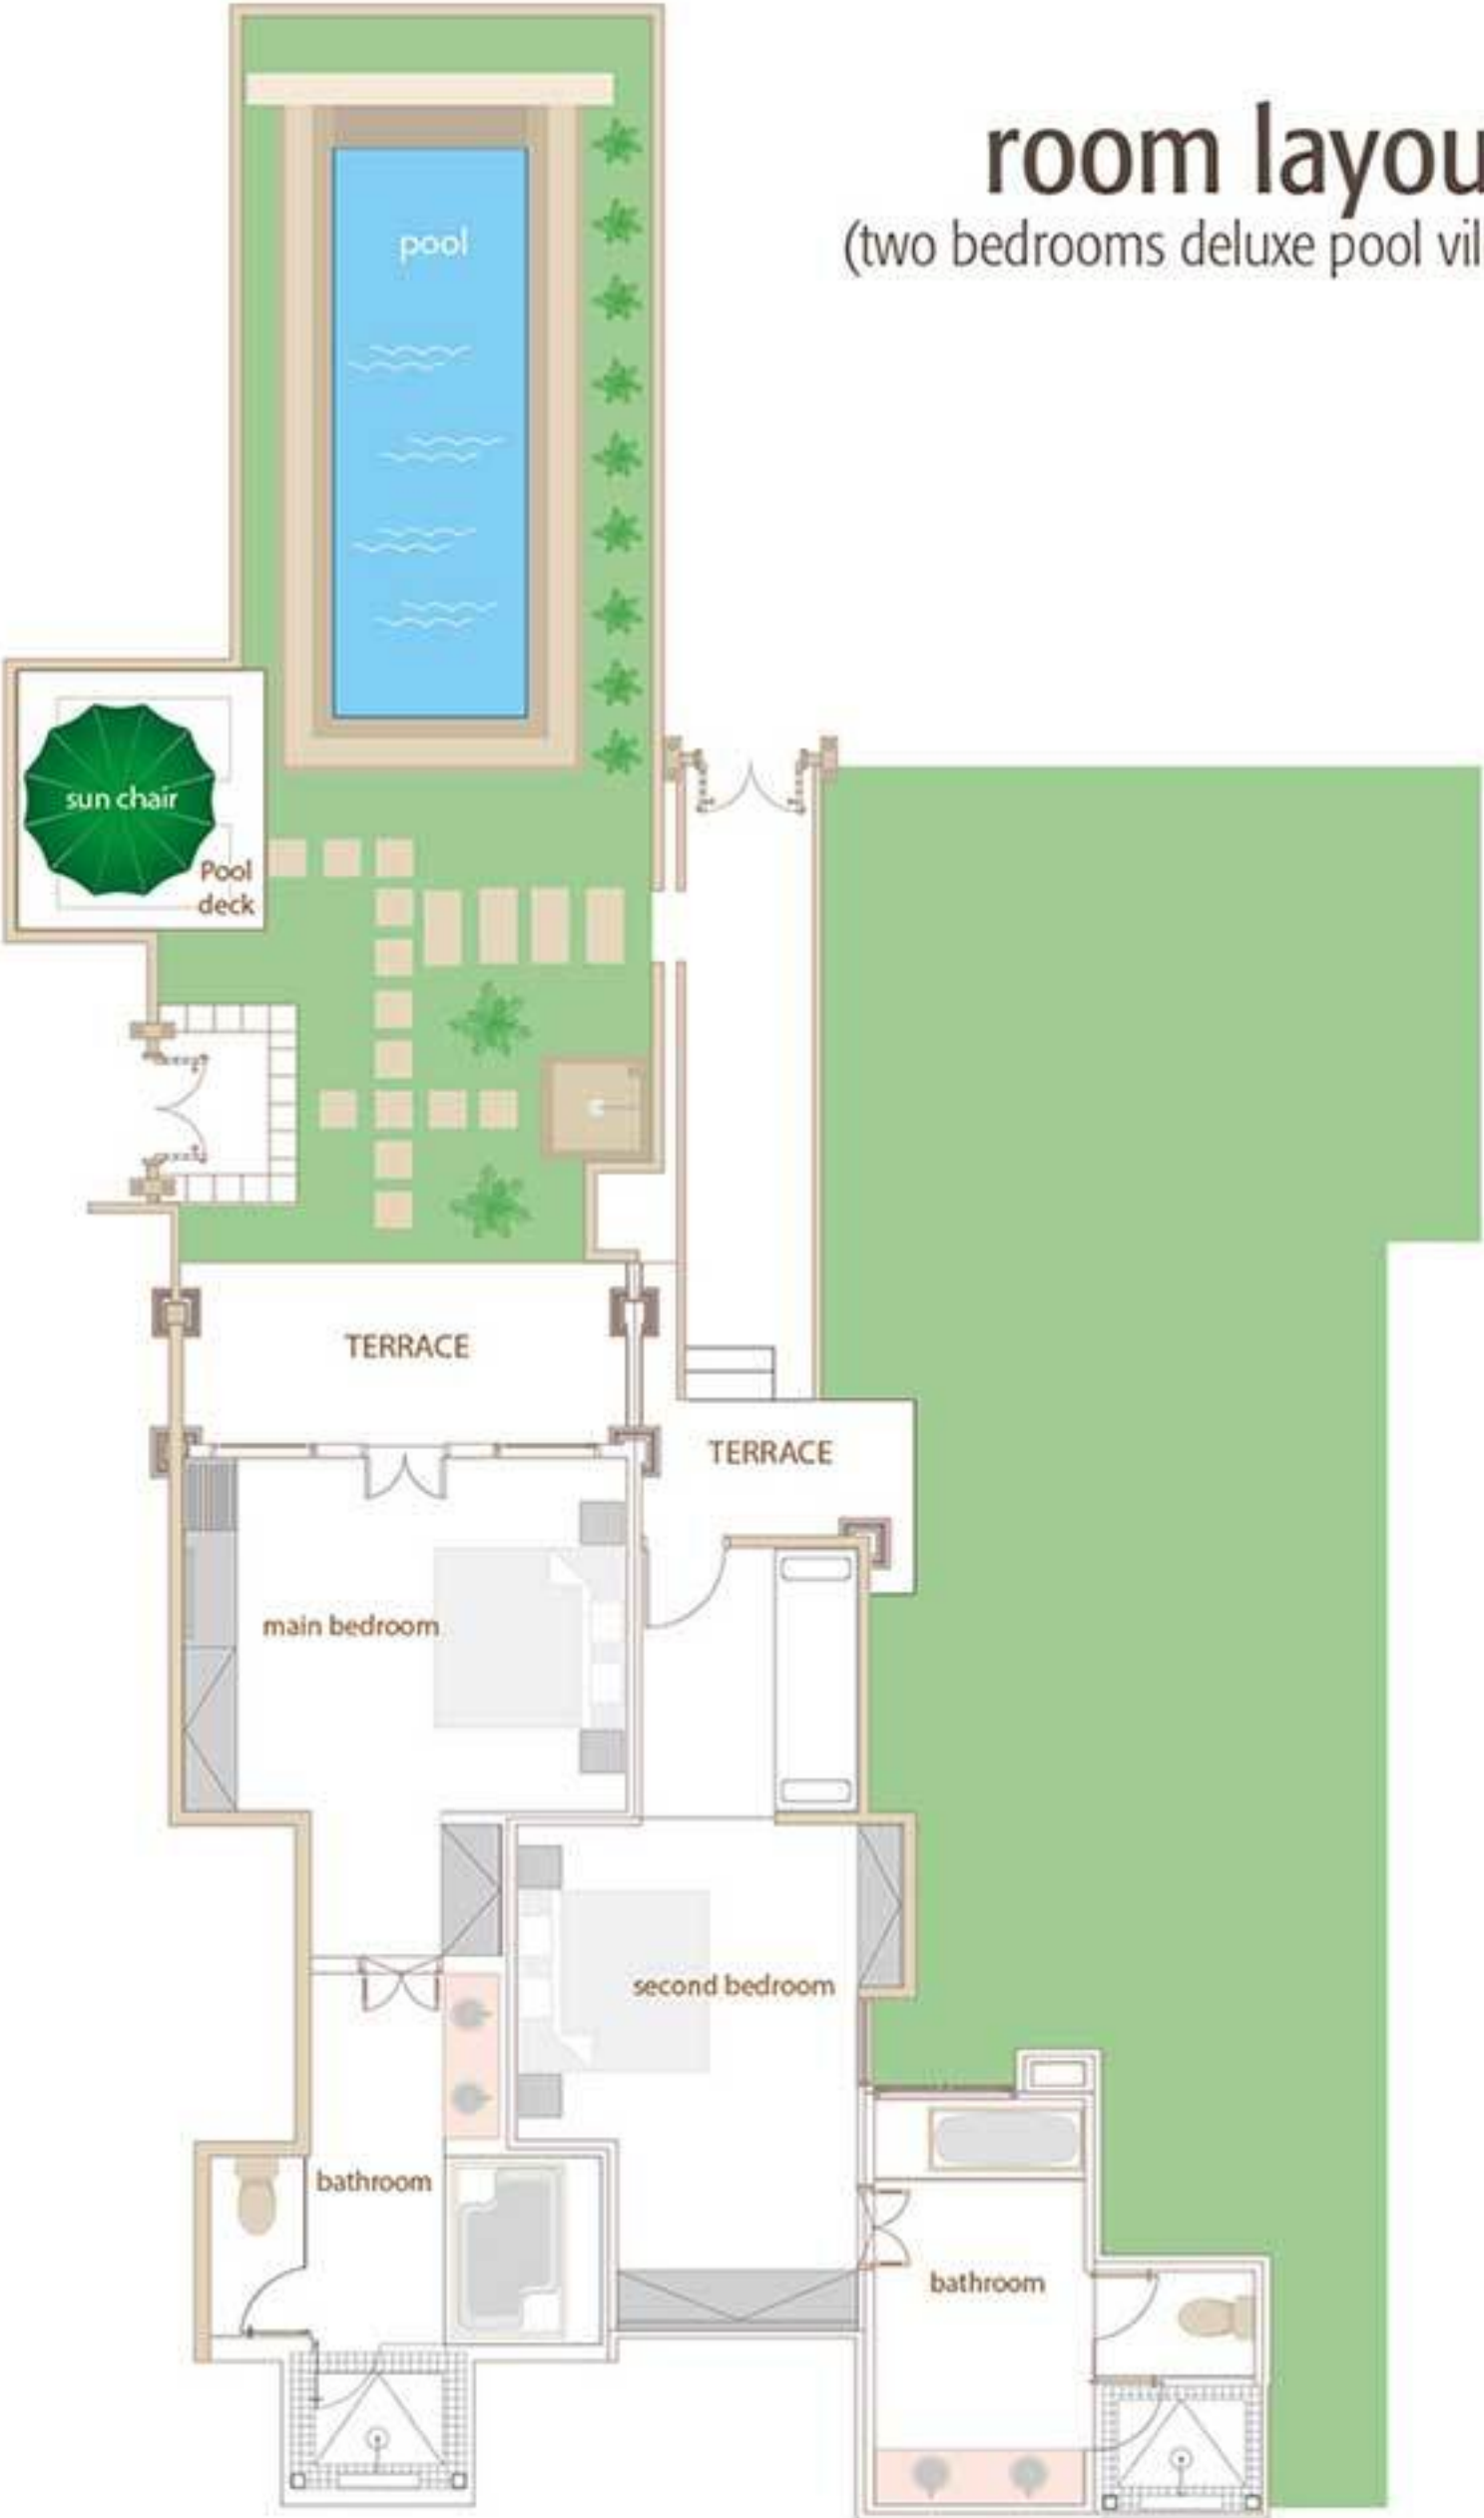 room layou
(two bedrooms deluxe pool vil
pool
sun chair
Pool
deck
TERRACE
TERRACE
main bedroom
second bedroom
bathroom
bathroom